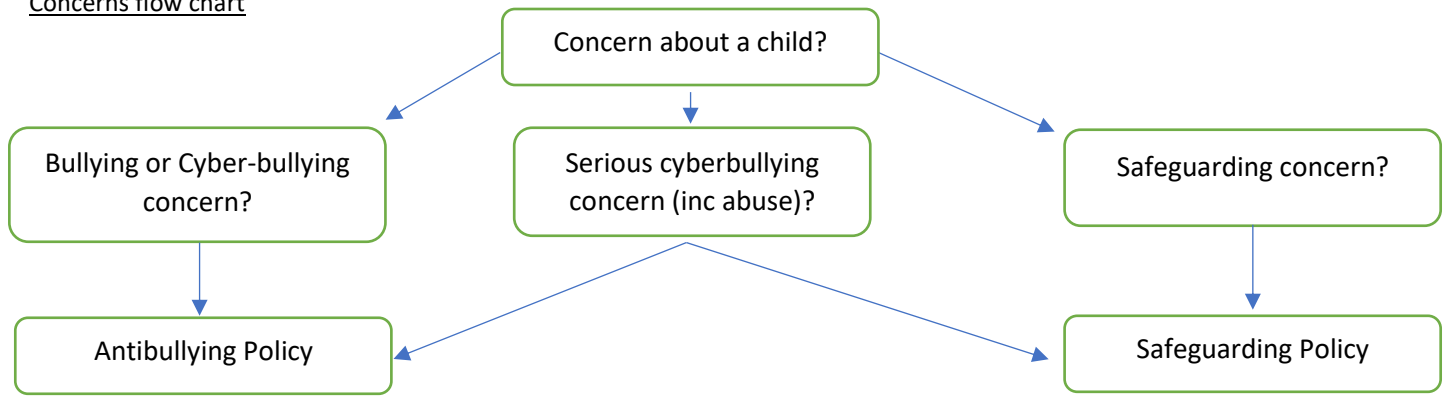 Concerns flow chart
Concern about a child?
Bullying or Cyber-bullying
concern?
Serious cyberbullying
concern (inc abuse)?
Safeguarding concern?
Antibullying Policy
Safeguarding Policy